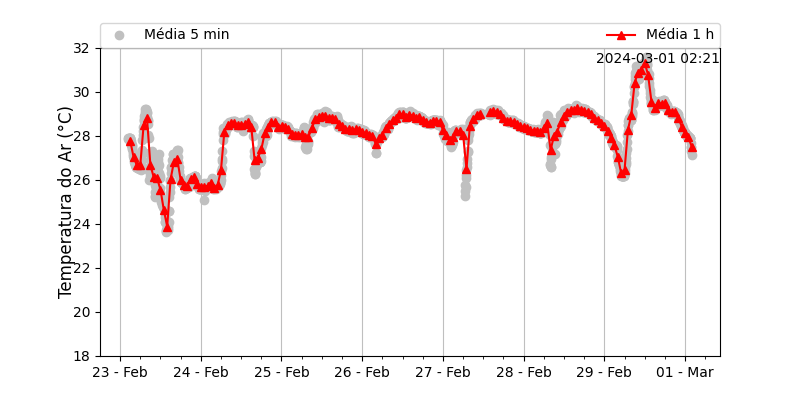 Média 5 min
Média 1 h
2024-03-01 02:21
Temperatura do Ar (°C)
32
30
28
26
24
22
20
18
23 - Feb
24 - Feb
25 - Feb
26 - Feb
27 - Feb
28 - Feb
29 - Feb
01 - Mar